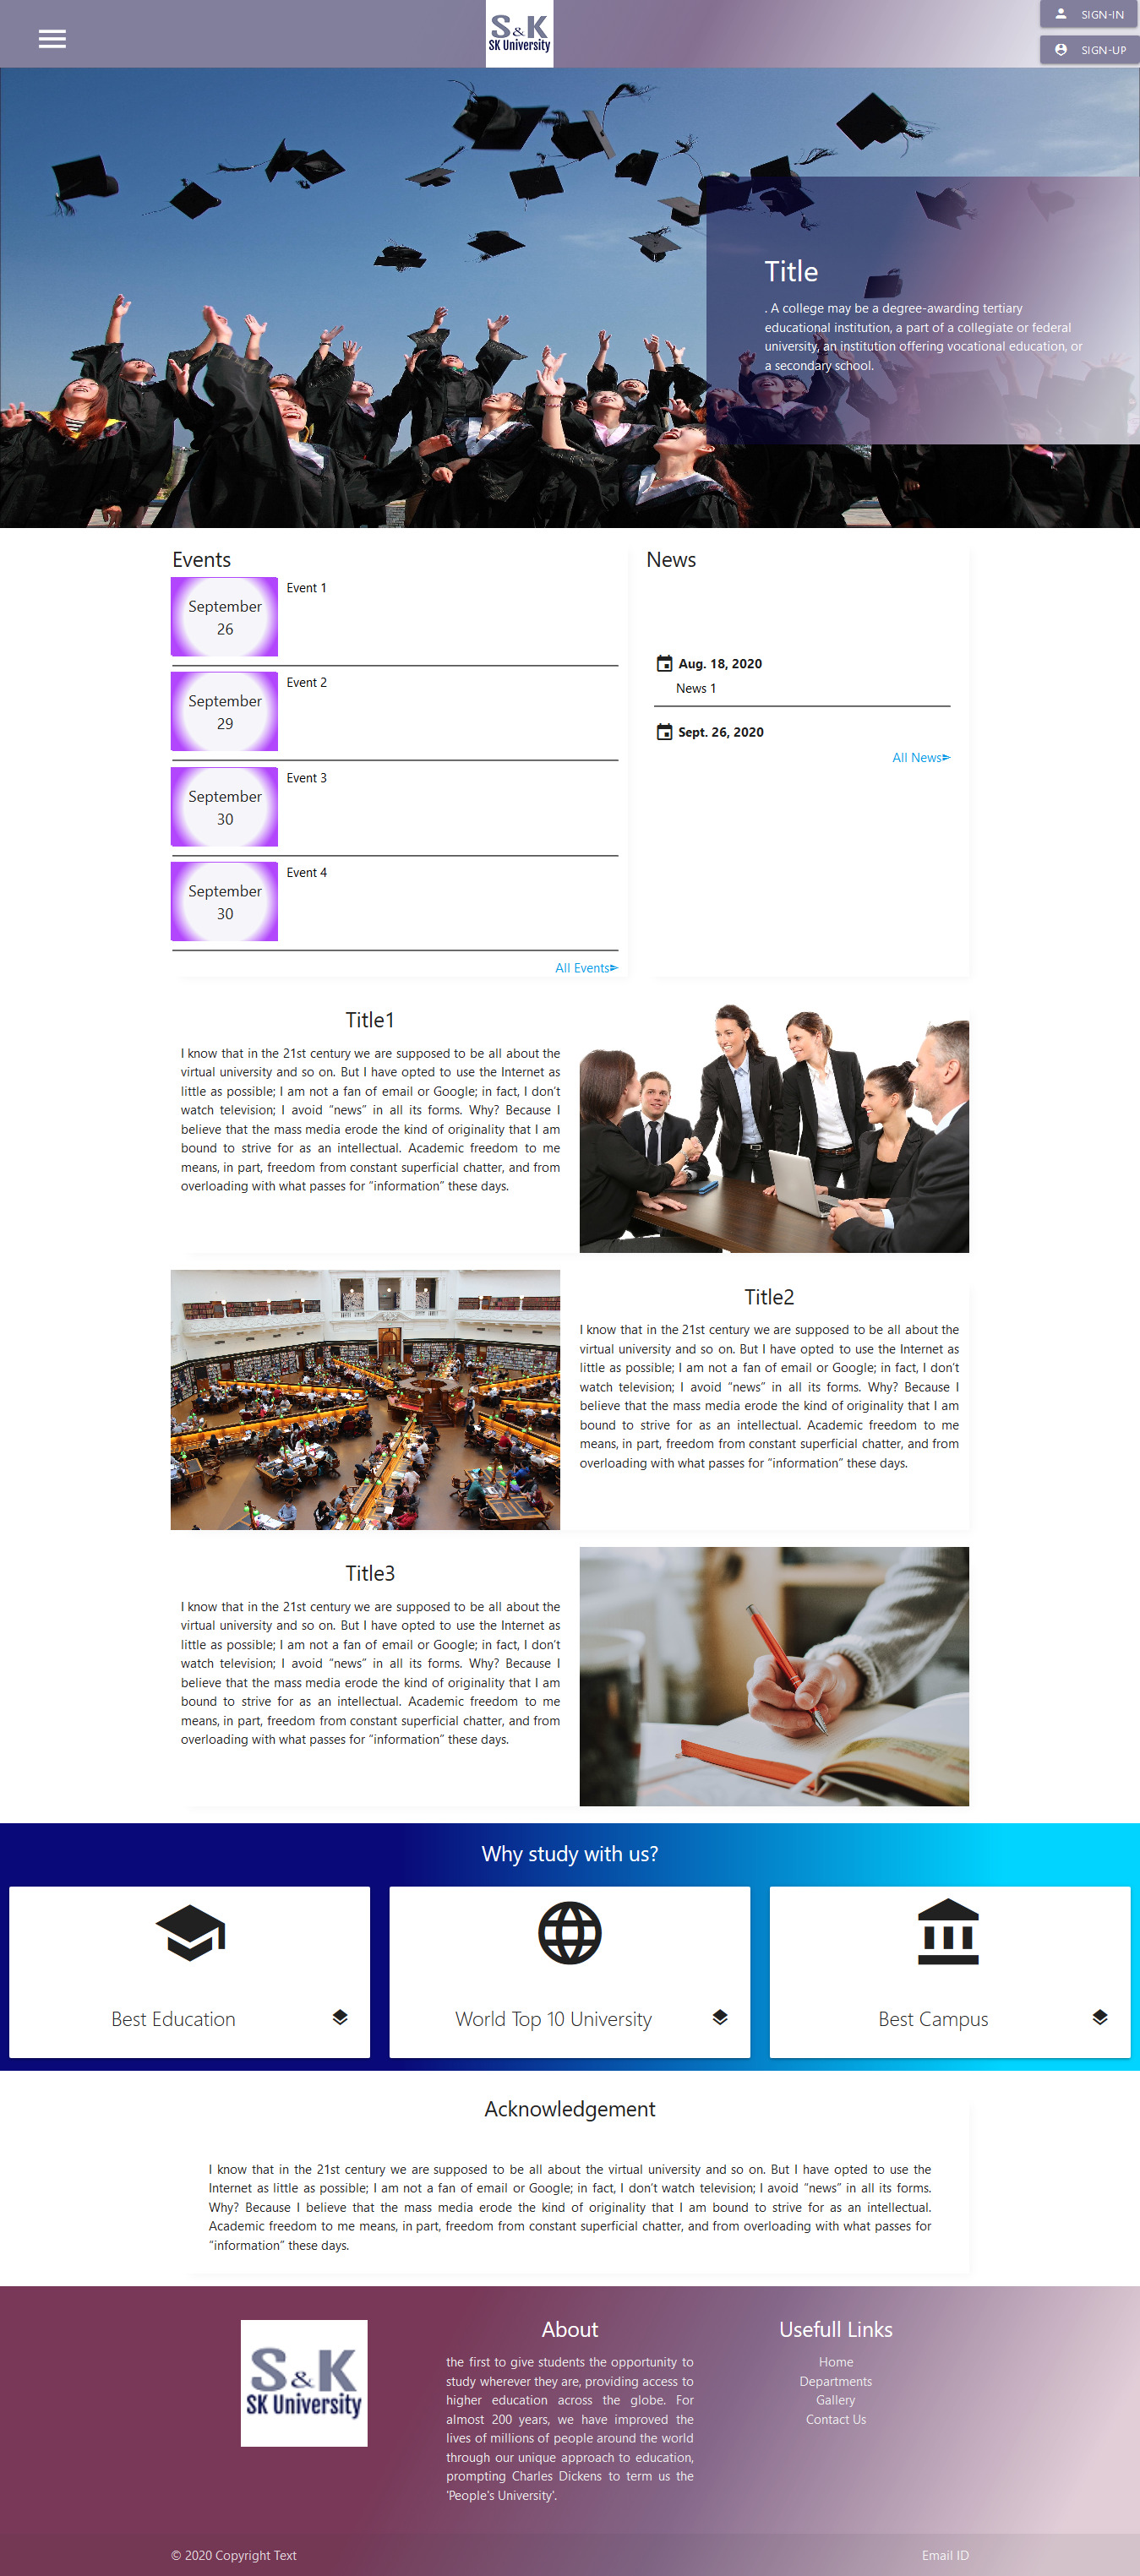 S&K
SK University
SIGN-IN
SIGN-UP
Title
. A college may be a degree-awarding tertiary
educational institution, a part of a collegiate or federal
university, an institution offering vocational education, or
a secondary school.
Events
September
26
Event 1
September
29
Event 2
September
30
Event 3
September
30
Event 4
All Events
News
Aug. 18, 2020
News 1
Sept. 26, 2020
All News
Title1
I know that in the 21st century we are supposed to be all about the
virtual university and so on. But I have opted to use the Internet as
little as possible; I am not a fan of email or Google; in fact, I don’t
watch television; I avoid “news” in all its forms. Why? Because I
believe that the mass media erode the kind of originality that I am
bound to strive for as an intellectual. Academic freedom to me
means, in part, freedom from constant superficial chatter, and from
overloading with what passes for “information” these days.
Title2
I know that in the 21st century we are supposed to be all about the
virtual university and so on. But I have opted to use the Internet as
little as possible; I am not a fan of email or Google; in fact, I don’t
watch television; I avoid “news” in all its forms. Why? Because I
believe that the mass media erode the kind of originality that I am
bound to strive for as an intellectual. Academic freedom to me
means, in part, freedom from constant superficial chatter, and from
overloading with what passes for “information” these days.
Title3
I know that in the 21st century we are supposed to be all about the
virtual university and so on. But I have opted to use the Internet as
little as possible; I am not a fan of email or Google; in fact, I don’t
watch television; I avoid “news” in all its forms. Why? Because I
believe that the mass media erode the kind of originality that I am
bound to strive for as an intellectual. Academic freedom to me
means, in part, freedom from constant superficial chatter, and from
overloading with what passes for “information” these days.
Why study with us?
Best Education
World Top 10 University
Best Campus
Acknowledgement
I know that in the 21st century we are supposed to be all about the virtual university and so on. But I have opted to use the
Internet as little as possible; I am not a fan of email or Google; in fact, I don’t watch television; I avoid “news” in all its forms.
Why? Because I believe that the mass media erode the kind of originality that I am bound to strive for as an intellectual.
Academic freedom to me means, in part, freedom from constant superficial chatter, and from overloading with what passes for
“information” these days.
S&K
SK University
About
the first to give students the opportunity to
study wherever they are, providing access to
higher education across the globe. For
almost 200 years, we have improved the
lives of millions of people around the world
through our unique approach to education,
prompting Charles Dickens to term us the
'People's University'.
Usefull Links
Home
Departments
Gallery
Contact Us
© 2020 Copyright Text
Email ID